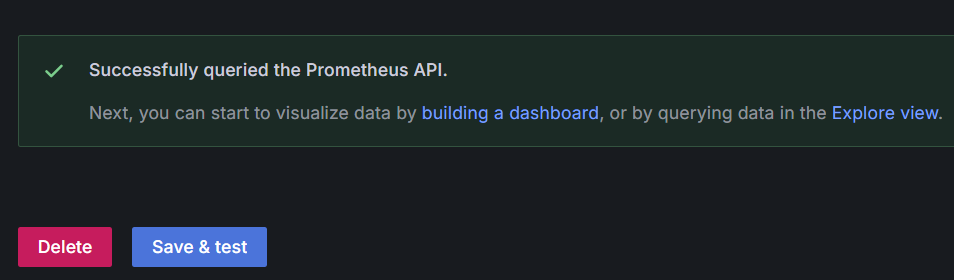 Successfully queried the Prometheus API.
Next, you can start to visualize data by building a dashboard, or by querying data in the Explore view.
Delete
Save & test